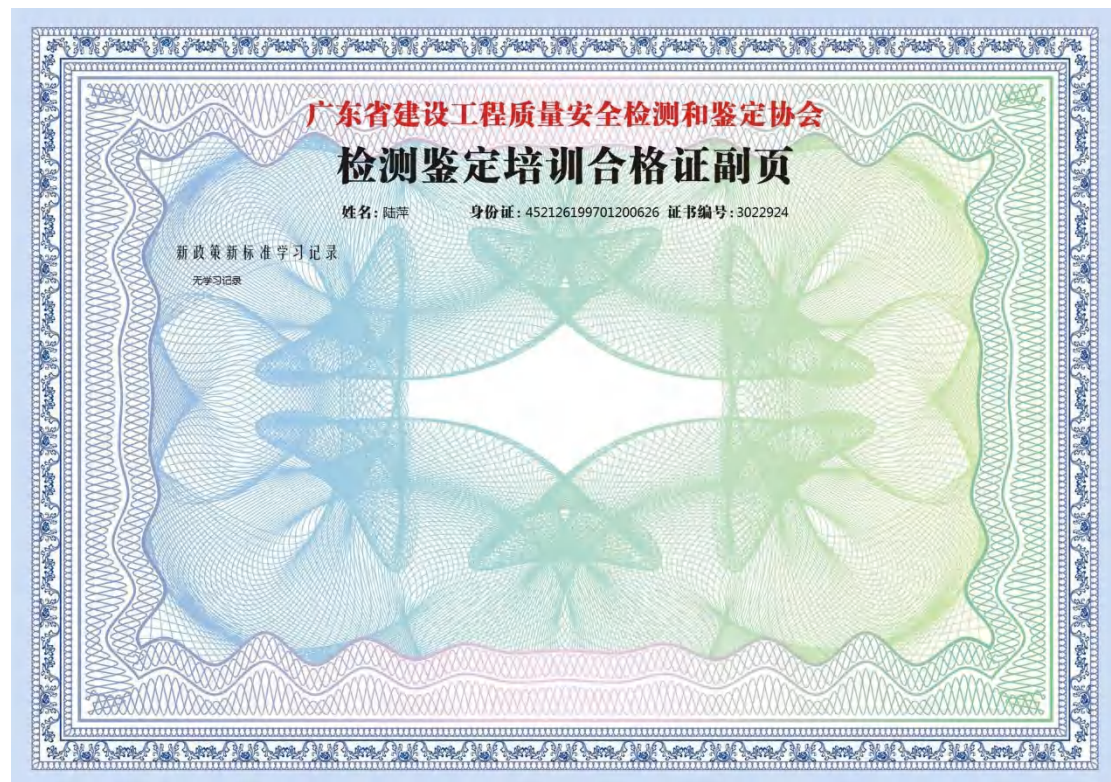 广东省建设工程质量安全检测和鉴定协会
检测鉴定培训合格证副页
姓名:陆萍 身份证:452126199701200626 证书编号:3022924
新政策新标准学习记录
无学习记录